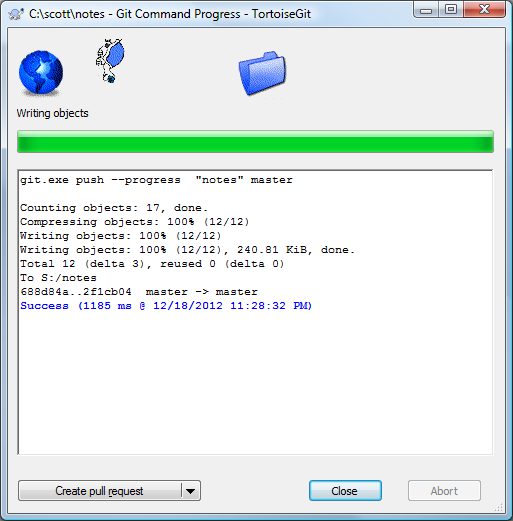 C:\scott\notes - Git Command Progress - TortoiseGit
Writing objects
git.exe push --progress  "notes" master
Counting objects: 17, done.
Compressing objects: 100% (12/12)
Writing objects: 100% (12/12)
Writing objects: 100% (12/12), 240.81 KiB, done.
Total 12 (delta 3), reused 0 (delta 0)
To S:/notes
688d84a..2f1cb04  master -> master
Success (1185 ms @ 12/18/2012 11:28:32 PM)
Create pull request
Close
Abort